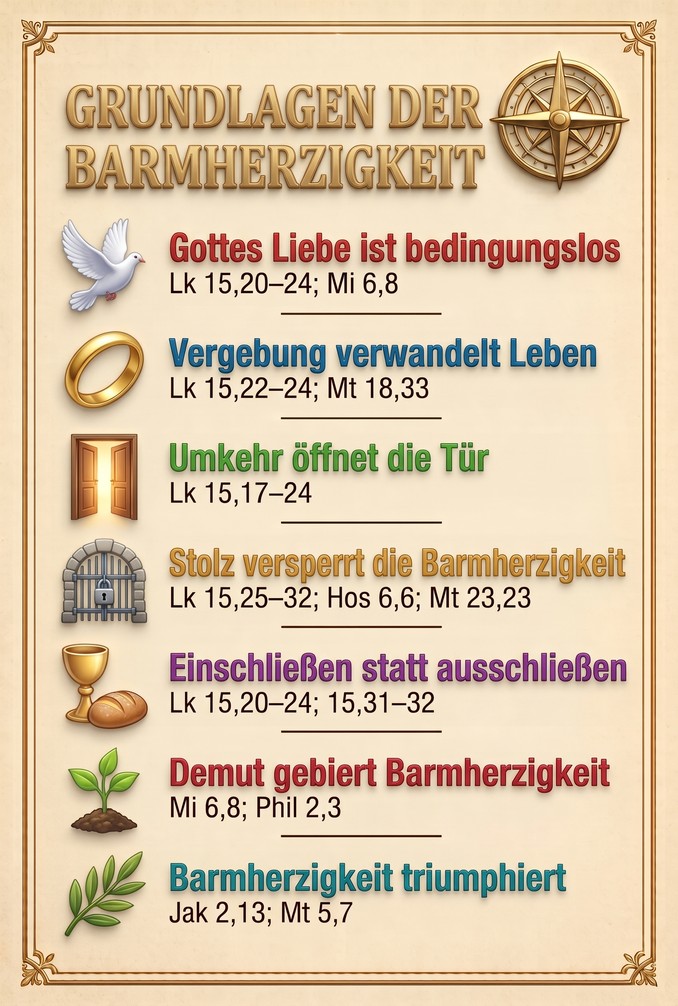 GRUNDLAGEN DER
BARMHERZIGKEIT
Gottes Liebe ist bedingungslos
Lk 15,20–24; Mi 6,8
Vergebung verwandelt Leben
Lk 15,22–24; Mt 18,33
Umkehr öffnet die Tür
Lk 15,17–24
Stolz versperrt die Barmherzigkeit
Lk 15,25–32; Hos 6,6; Mt 23,23
Einschließen statt ausschließen
Lk 15,20–24; 15,31–32
Demut gebiert Barmherzigkeit
Mi 6,8; Phil 2,3
Barmherzigkeit triumphiert
Jak 2,13; Mt 5,7